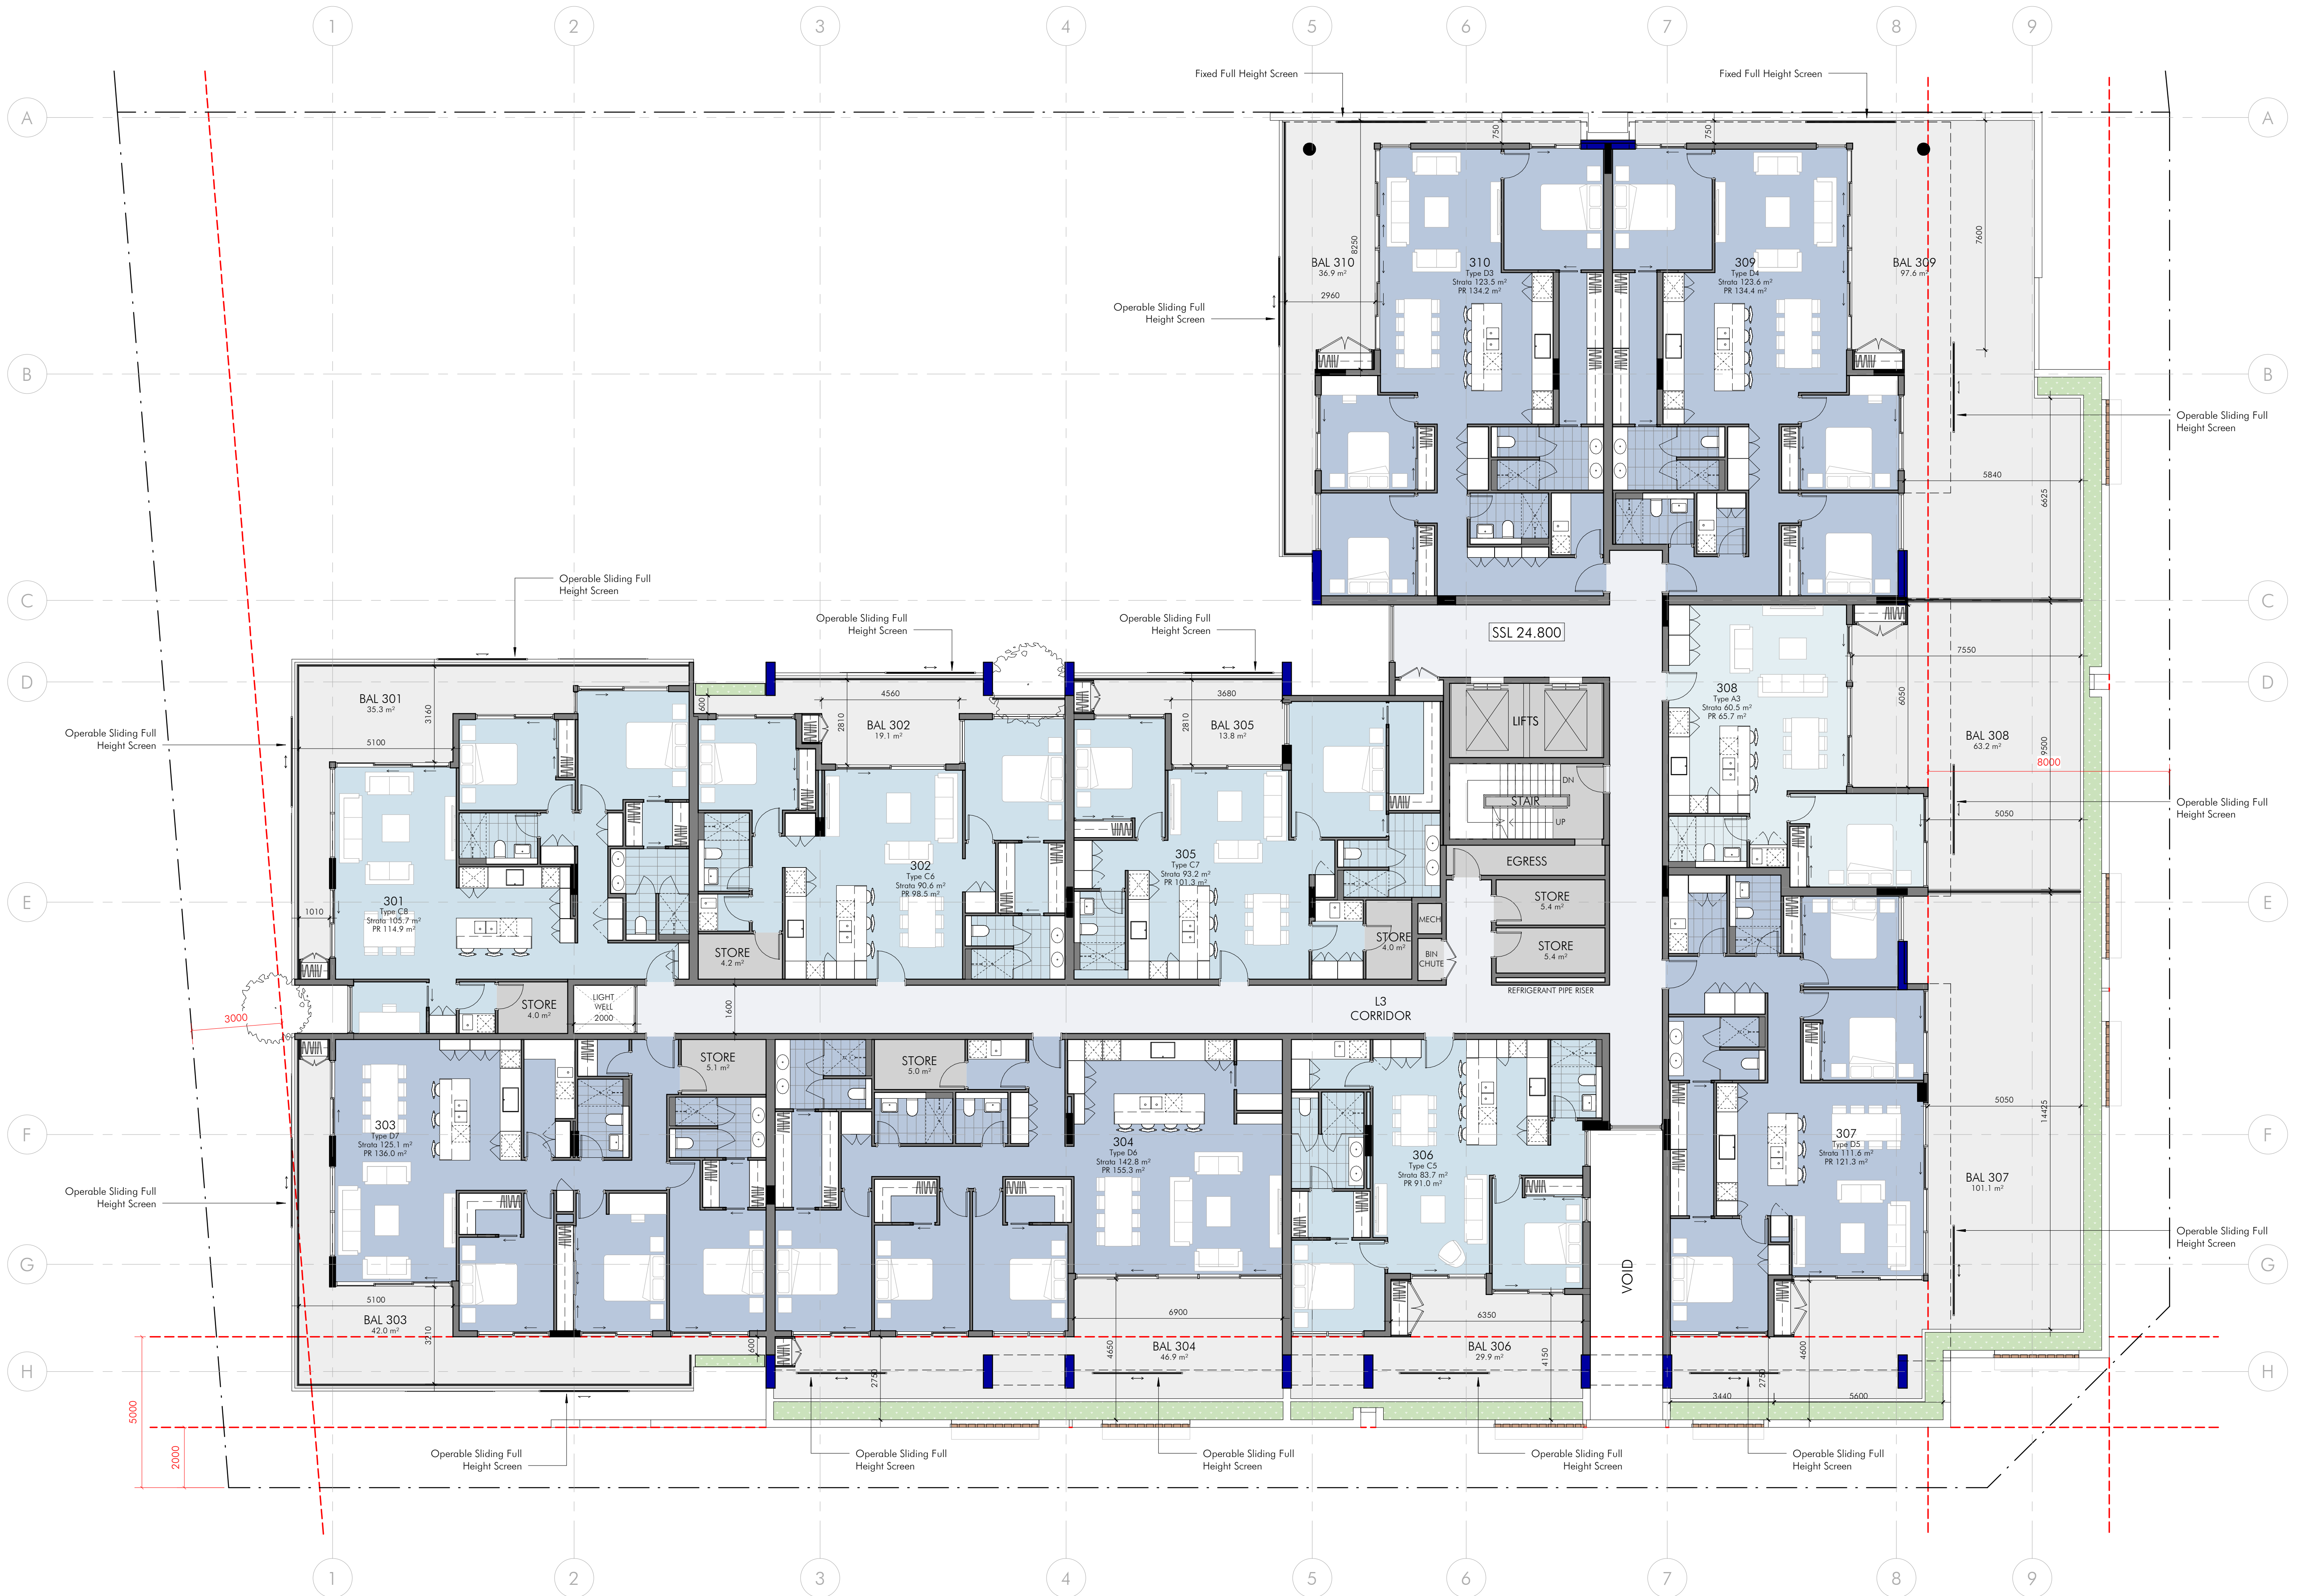 1
2
3
4
5
6
7
8
9
Fixed Full Height Screen
Fixed Full Height Screen
A
A
750
750
8250
7600
BAL 310
36.9 m²
310
Type D3
Strata 123.5 m²
PR 134.2 m²
309
Type D4
Strata 123.6 m²
PR 134.4 m²
BAL 309
97.6 m²
2960
Operable Sliding Full
Height Screen
B
B
Operable Sliding Full
Height Screen
5840
6625
Operable Sliding Full
Height Screen
C
C
Operable Sliding Full
Height Screen
Operable Sliding Full
Height Screen
SSL 24.800
7550
D
D
BAL 301
35.3 m²
3160
5100
600
4560
2810
BAL 302
19.1 m²
3680
2810
BAL 305
13.8 m²
LIFTS
308
Type A3
Strata 60.5 m²
PR 65.7 m²
6050
BAL 308
63.2 m²
9500
8000
Operable Sliding Full
Height Screen
DN
STAIR
UP
Operable Sliding Full
Height Screen
5050
302
Type C6
Strata 90.6 m²
PR 98.5 m²
305
Type C7
Strata 93.2 m²
PR 101.3 m²
EGRESS
E
E
301
Type C8
Strata 105.7 m²
PR 114.9 m²
1010
STORE
5.4 m²
MECH
STORE
4.2 m²
STORE
4.0 m²
BIN
CHUTE
STORE
5.4 m²
REFRIGERANT PIPE RISER
3000
STORE
4.0 m²
LIGHT
WELL
2000
1600
L3
CORRIDOR
STORE
5.1 m²
STORE
5.0 m²
5050
14425
F
F
303
Type D7
Strata 125.1 m²
PR 136.0 m²
304
Type D6
Strata 142.8 m²
PR 155.3 m²
306
Type C5
Strata 83.7 m²
PR 91.0 m²
307
Type D5
Strata 111.6 m²
PR 121.3 m²
BAL 307
101.1 m²
Operable Sliding Full
Height Screen
Operable Sliding Full
Height Screen
G
G
VOID
5100
BAL 303
42.0 m²
3210
600
2750
6900
4650
BAL 304
46.9 m²
6350
BAL 306
29.9 m²
4150
2750
4600
H
H
3440
5600
5000
2000
Operable Sliding Full
Height Screen
Operable Sliding Full
Height Screen
Operable Sliding Full
Height Screen
Operable Sliding Full
Height Screen
Operable Sliding Full
Height Screen
1
2
3
4
5
6
7
8
9